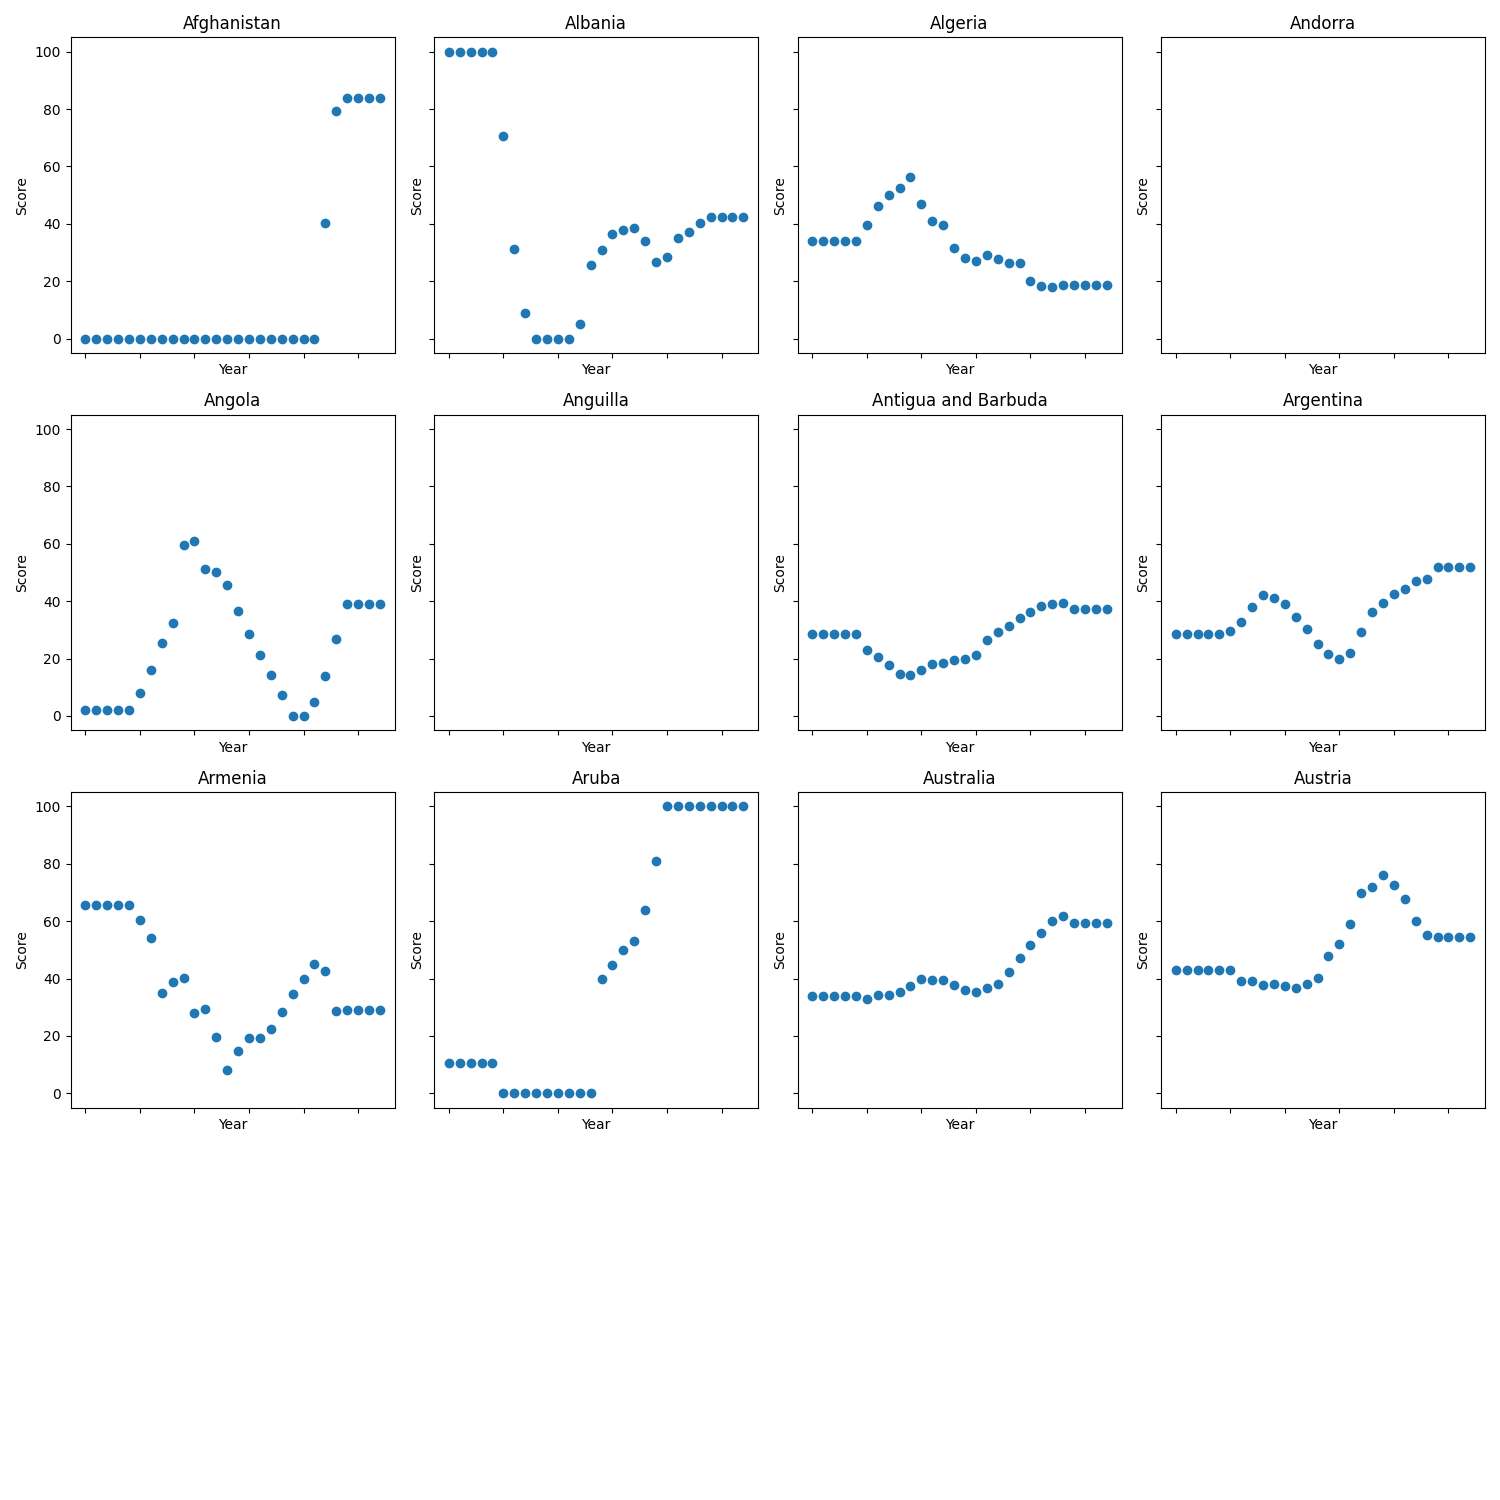 Afghanistan Albania Algeria Andorra
100
80
60
40
20
0
Score Score Score Score
Year Year Year Year
Angola Anguilla Antigua and Barbuda Argentina
100
80
60
40
20
0
Score Score Score Score
Year Year Year Year
Armenia Aruba Australia Austria
100
80
60
40
20
0
Score Score Score Score
Year Year Year Year